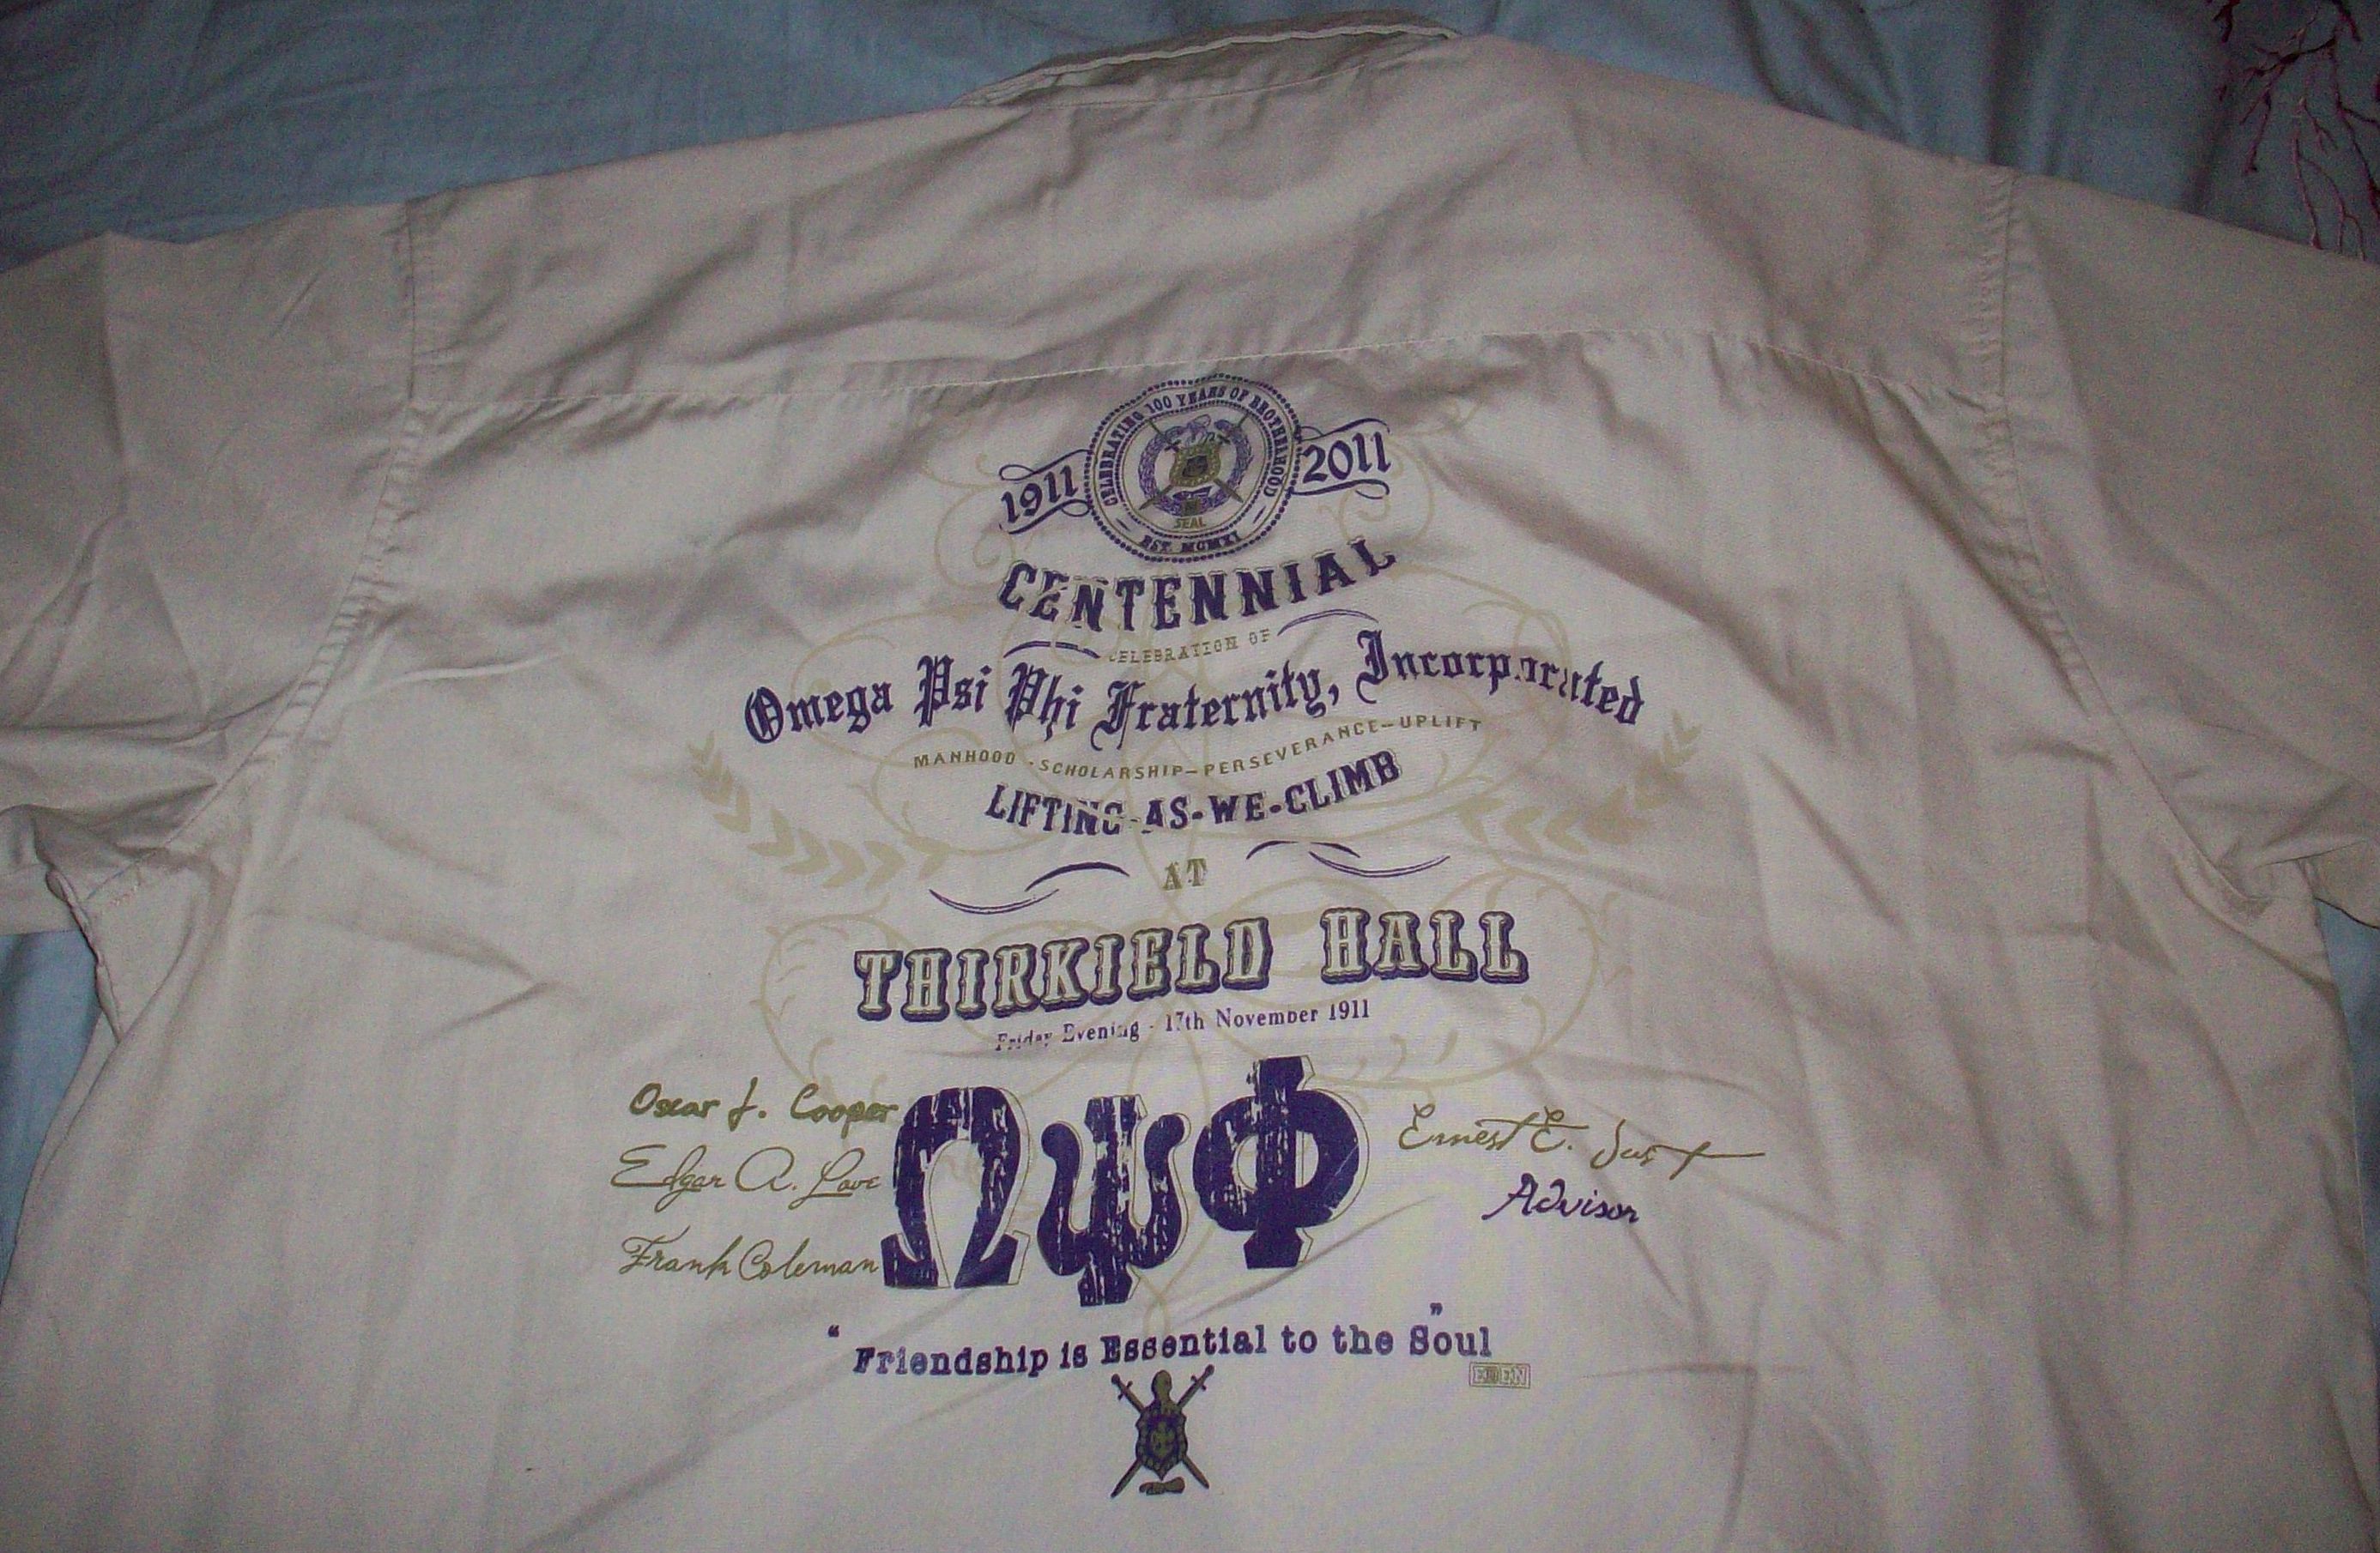 CELEBRATING 100 YEARS OF BROTHERHOOD
1911 2011
SEAL
EST. MCMXI
CENTENNIAL
CELEBRATION OF
Omega Psi Phi Fraternity, Incorporated
MANHOOD-SCHOLARSHIP-PERSEVERANCE-UPLIFT
LIFTING-AS-WE-CLIMB
AT
THIRKIELD HALL
Friday Evening - 17th November 1911
Oscar J. Cooper
Edgar A. Love
Frank Coleman
ΩΨΦ
Ernest E. Just
Advisor
"Friendship is Essential to the Soul"
EDEN